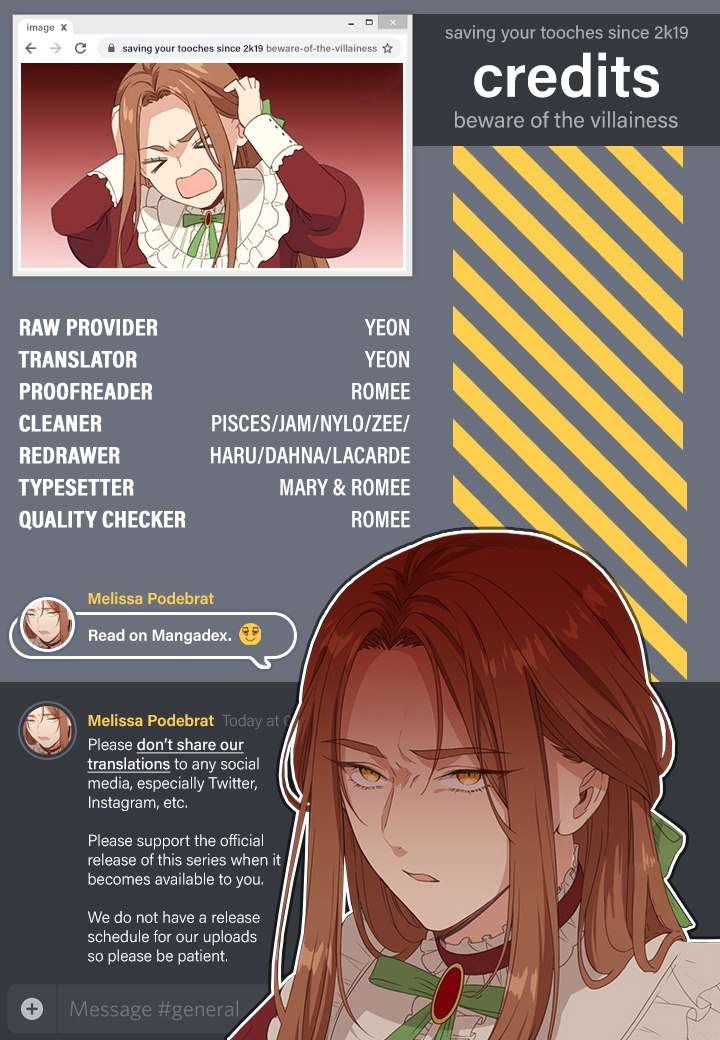 image X
saving your tooches since 2k19 beware-of-the-villainess
saving your tooches since 2k19
credits
beware of the villainess
RAW PROVIDER YEON
TRANSLATOR YEON
PROOFREADER ROMEE
CLEANER PISCES/JAM/NYLO/ZEE/
REDRAWER HARU/DAHNA/LACARDE
TYPESETTER MARY & ROMEE
QUALITY CHECKER ROMEE
Melissa Podebrat
Read on Mangadex.
Melissa Podebrat Today at
Please don't share our
translations to any social
media, especially Twitter,
Instagram, etc.
Please support the official
release of this series when it
becomes available to you.
We do not have a release
schedule for our uploads
so please be patient.
Message #general